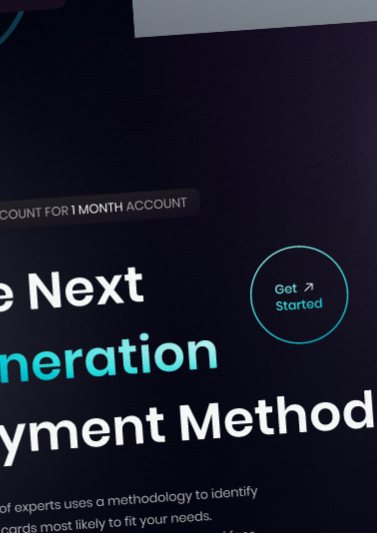 COUNT FOR 1 MONTH ACCOUNT
e Next
Get ↗
Started
neration
yment Method
of experts uses a methodology to identify
cards most likely to fit your needs.